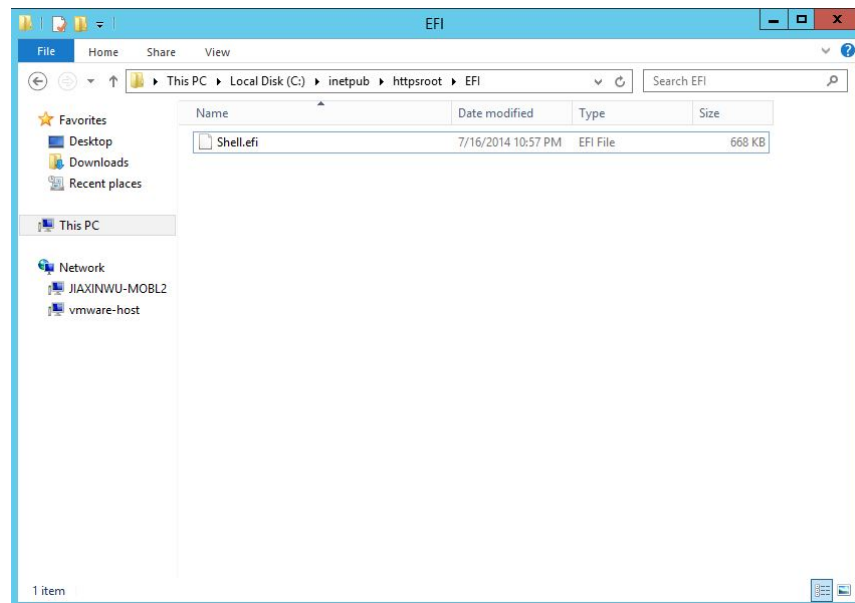 EFI
File Home Share View
This PC Local Disk (C:) inetpub httpsroot EFI Search EFI
Name Date modified Type Size
Favorites
Desktop
Downloads
Recent places
This PC
Network
JIAXINWU-MOBL2
vmware-host
Shell.efi 7/16/2014 10:57 PM EFI File 668 KB
1 item